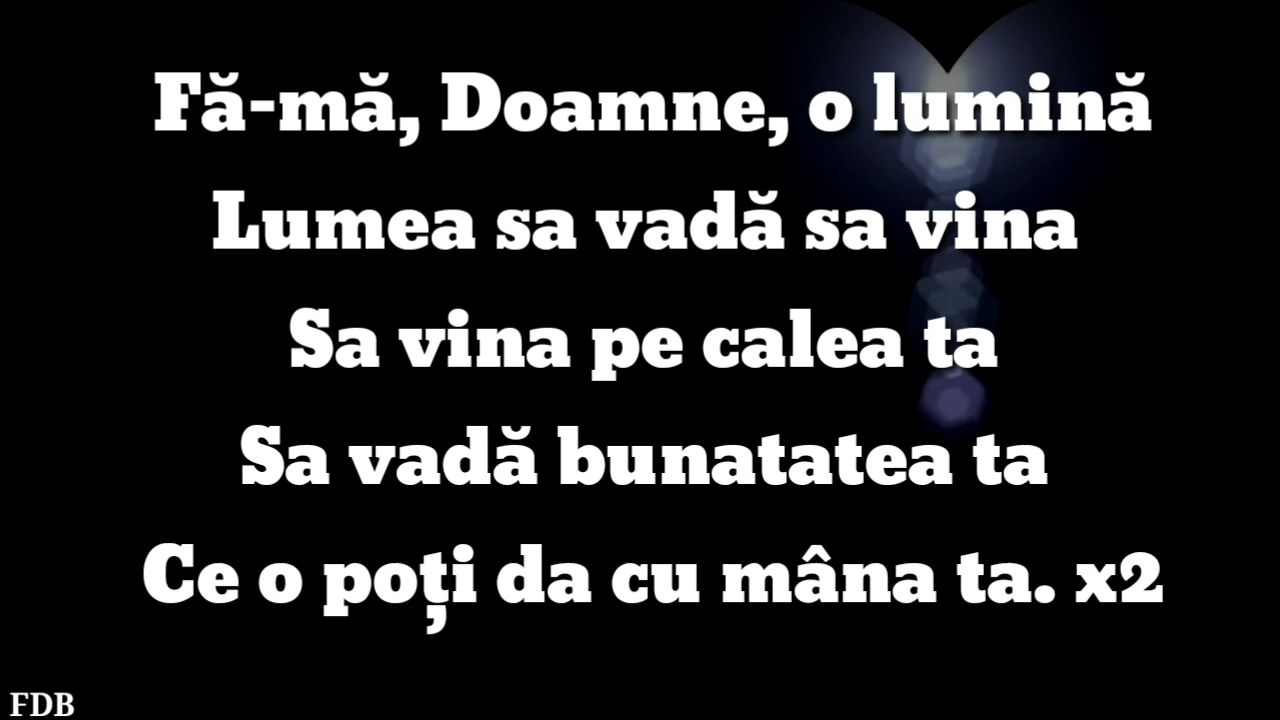 Fă-mă, Doamne, o lumină
Lumea sa vadă sa vina
Sa vina pe calea ta
Sa vadă bunatatea ta
Ce o poți da cu mâna ta. x2
FDB